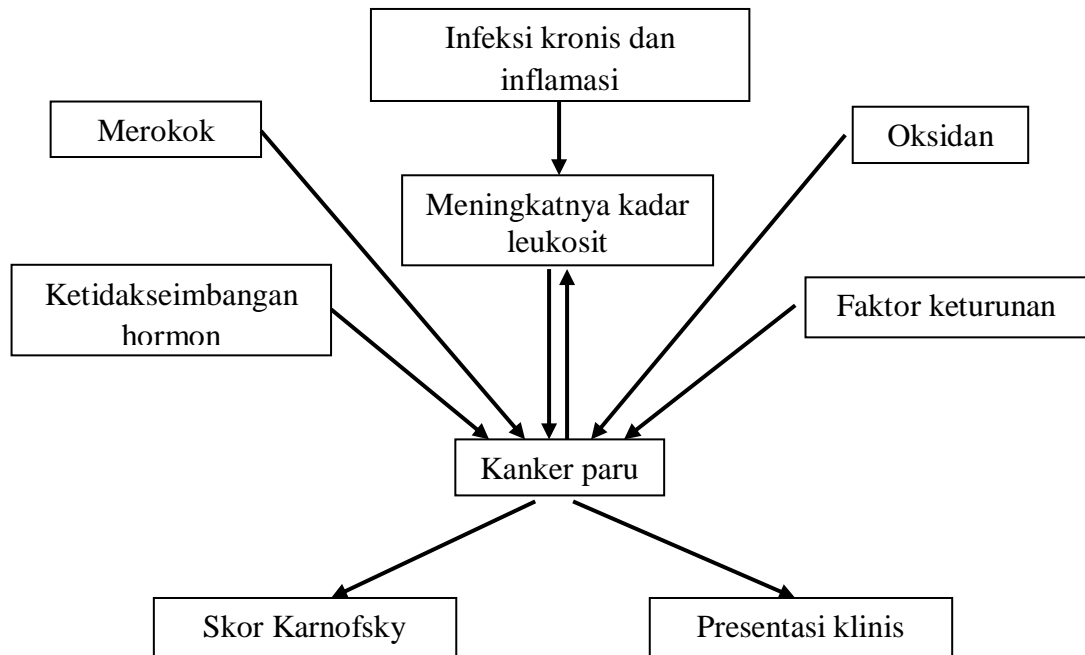 Infeksi kronis dan
inflamasi
Merokok
Oksidan
Meningkatnya kadar
leukosit
Ketidakseimbangan
hormon
Faktor keturunan
Kanker paru
Skor Karnofsky
Presentasi klinis